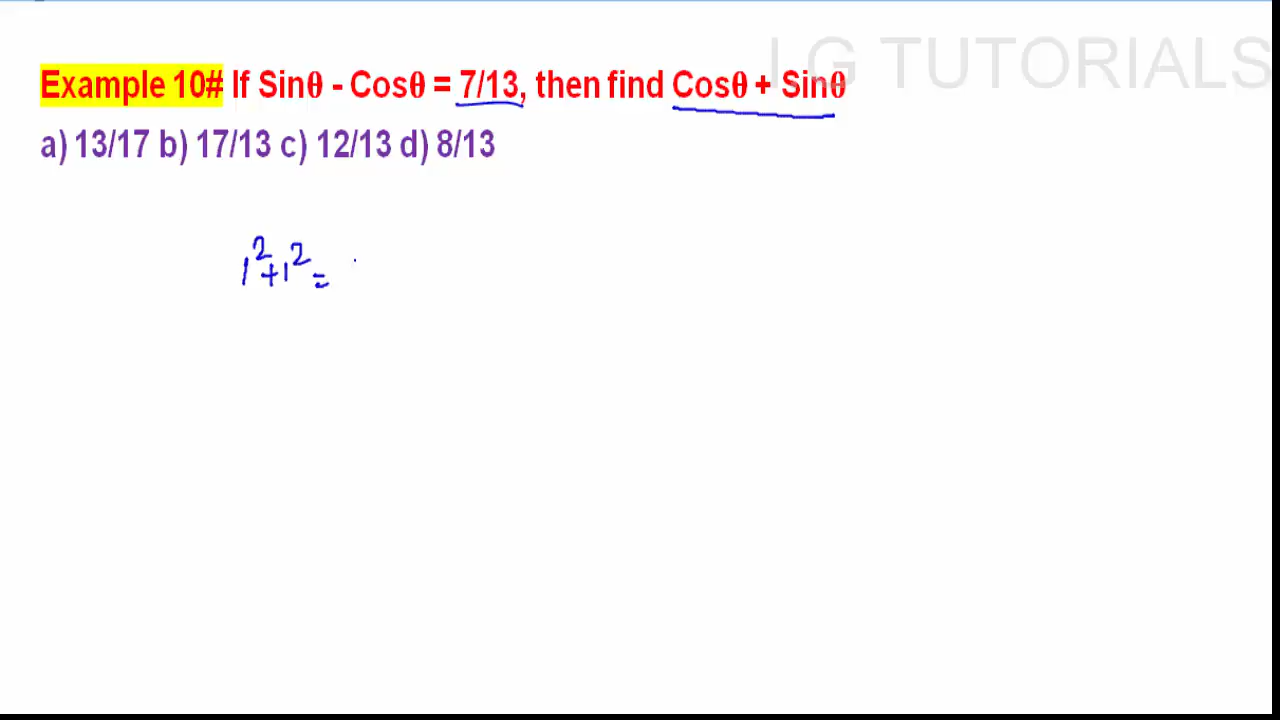 I G TUTORIALS
Example 10# If Sinθ - Cosθ = 7/13, then find Cosθ + Sinθ
a) 13/17 b) 17/13 c) 12/13 d) 8/13
1²+1² =